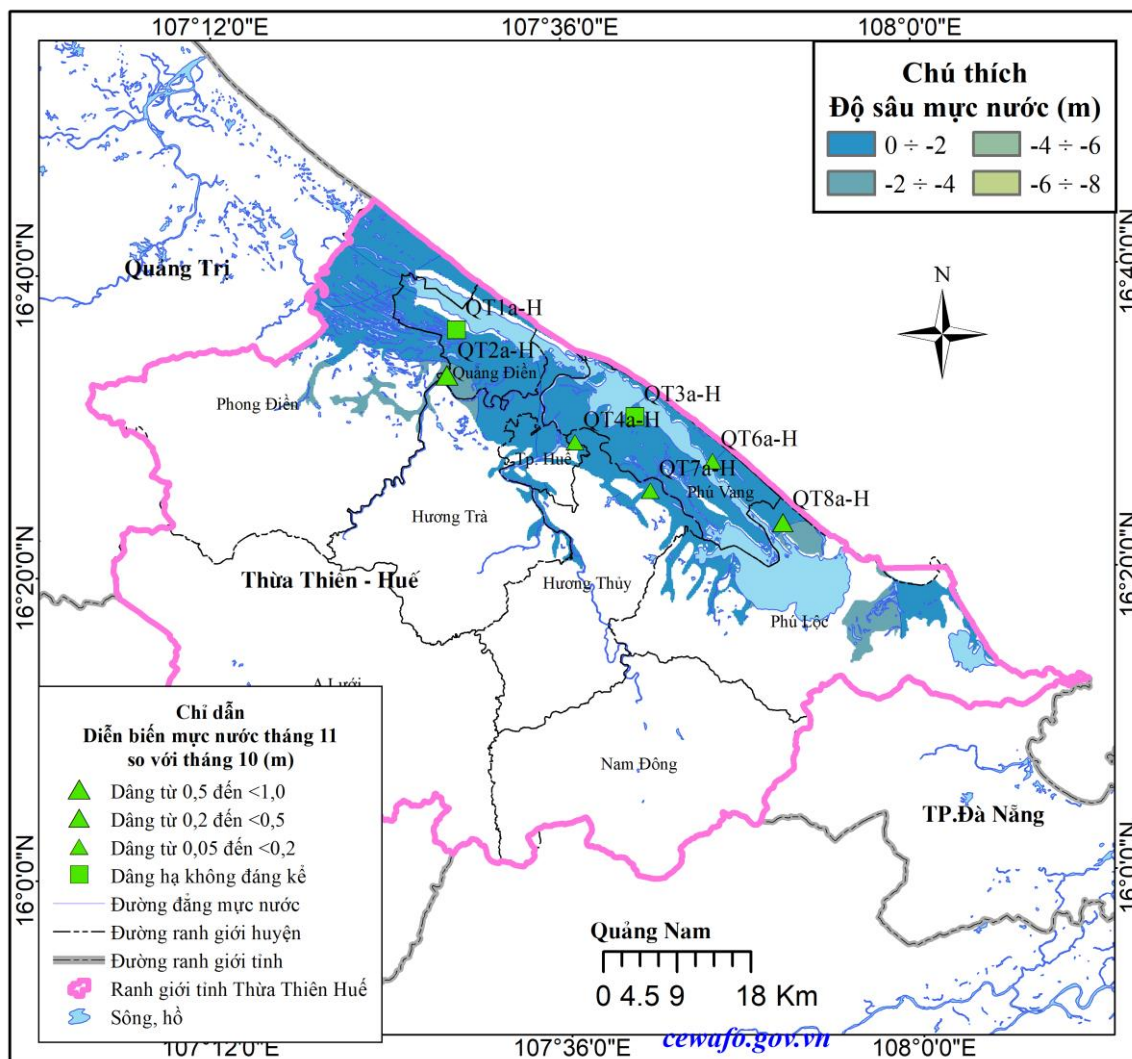 107°12'0"E
107°36'0"E
108°0'0"E
Chú thích
Độ sâu mực nước (m)
0 ÷ -2
-4 ÷ -6
-2 ÷ -4
-6 ÷ -8
16°40'0"N
16°40'0"N
Quảng Trị
N
QT1a-H
QT2a-H
Quảng Điền
Phong Điền
QT3a-H
QT4a-H
QT6a-H
Tp. Huế
QT7a-H
Phú Vang
QT8a-H
Hương Trà
16°20'0"N
16°20'0"N
Thừa Thiên - Huế
Hương Thủy
Phú Lộc
A Lưới
Chỉ dẫn
Diễn biến mực nước tháng 11
so với tháng 10 (m)
Dâng từ 0,5 đến <1,0
Dâng từ 0,2 đến <0,5
Dâng từ 0,05 đến <0,2
Dâng hạ không đáng kể
Đường đẳng mực nước
Đường ranh giới huyện
Đường ranh giới tỉnh
Ranh giới tỉnh Thừa Thiên Huế
Sông, hồ
Nam Đông
TP.Đà Nẵng
16°0'0"N
16°0'0"N
Quảng Nam
0 4.5 9 18 Km
cewafo.gov.vn
107°12'0"E
107°36'0"E
108°0'0"E